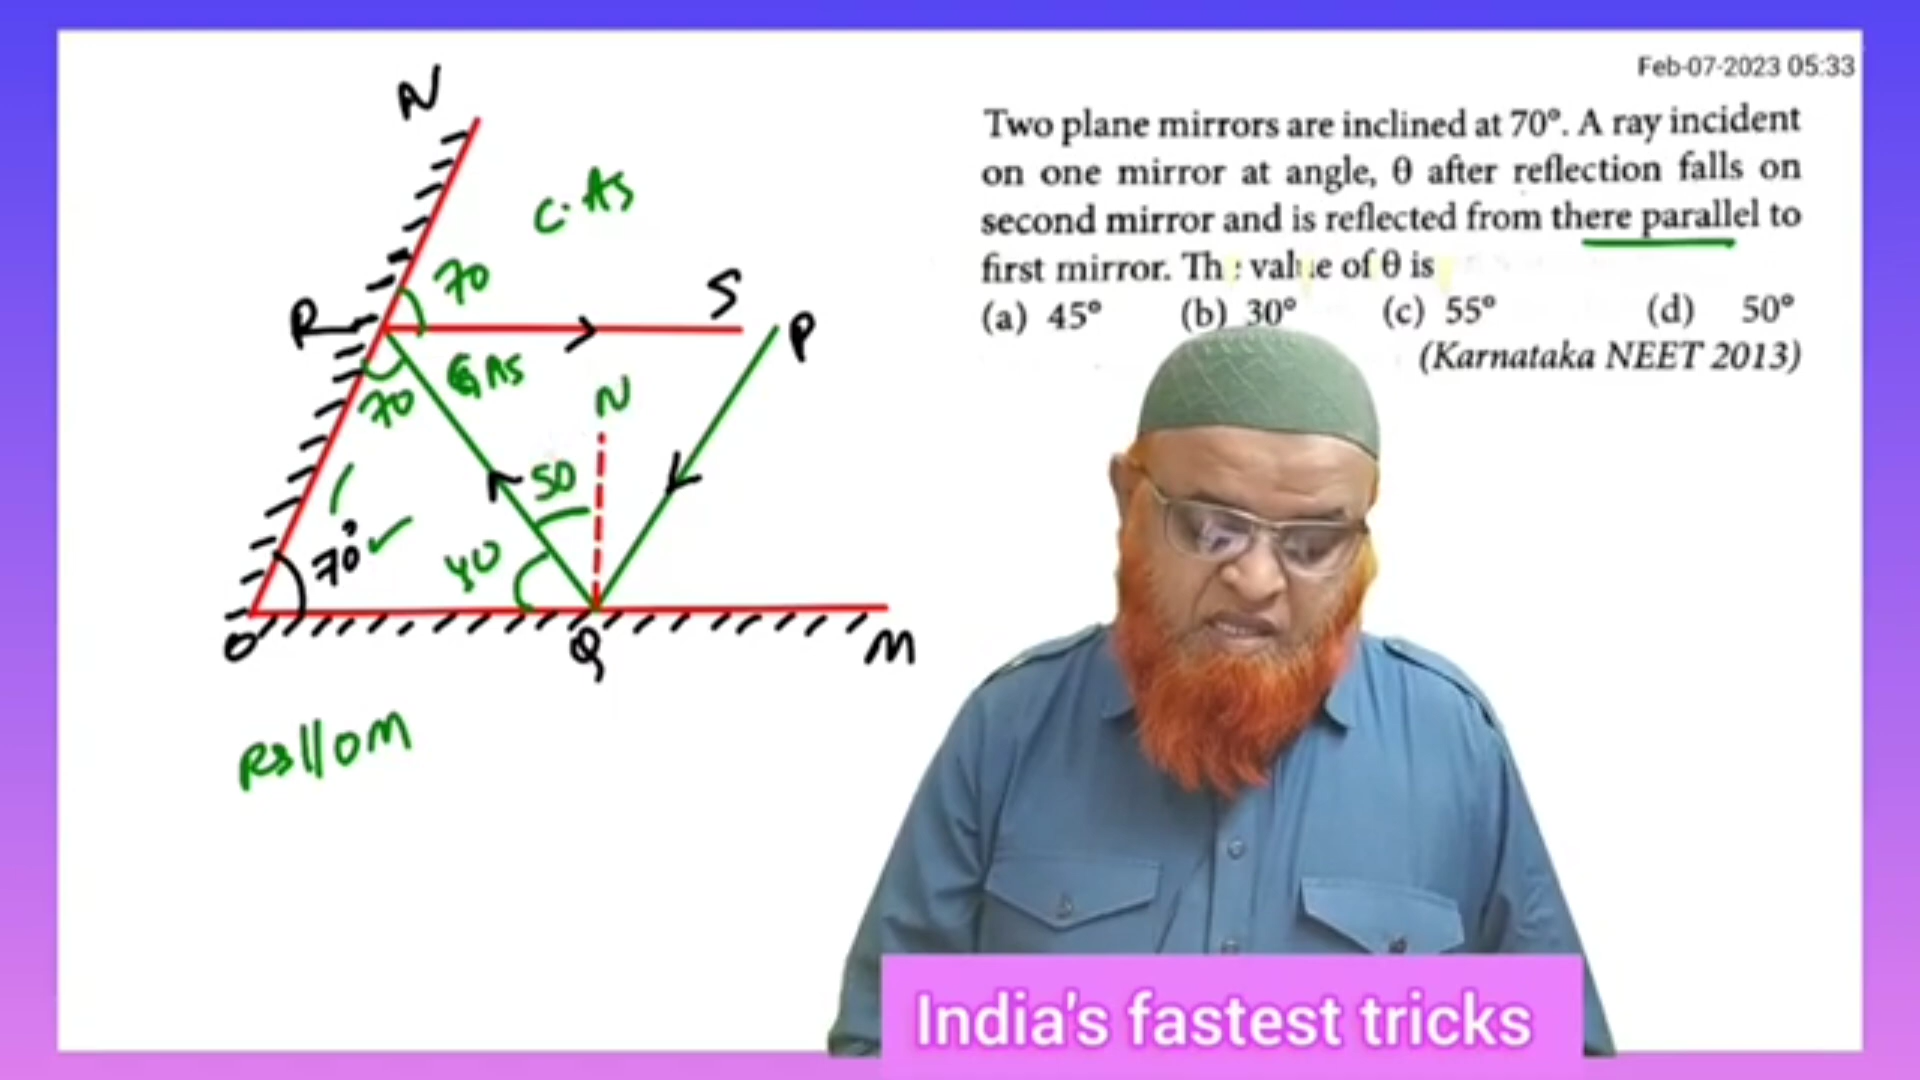 Feb-07-2023 05:33
Two plane mirrors are inclined at 70°. A ray incident
on one mirror at angle, θ after reflection falls on
second mirror and is reflected from there parallel to
first mirror. The value of θ is
(a) 45° (b) 30° (c) 55° (d) 50°
(Karnataka NEET 2013)
N
C.As
70
R
S
P
GAs
70
N
50
70°
40
O
Q
M
RS||OM
India's fastest tricks